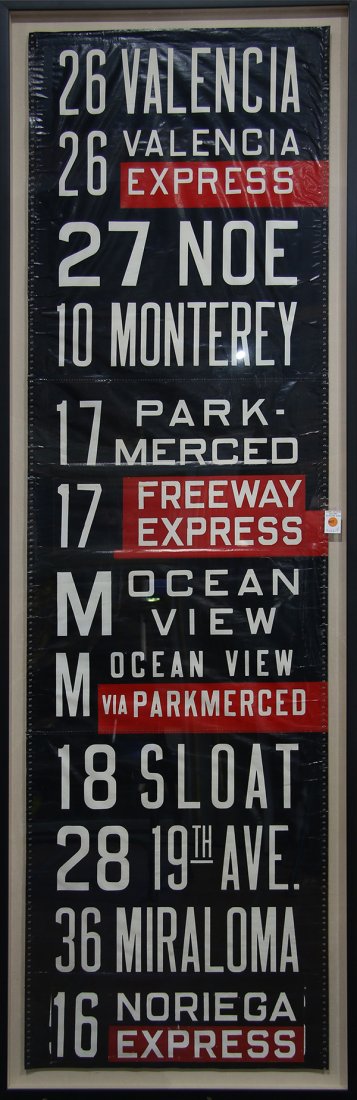 26 VALENCIA
26 VALENCIA
EXPRESS
27 NOE
10 MONTEREY
17 PARK-
MERCED
17 FREEWAY
EXPRESS
M OCEAN
VIEW
M OCEAN VIEW
VIA PARKMERCED
18 SLOAT
28 19TH AVE.
36 MIRALOMA
16 NORIEGA
EXPRESS